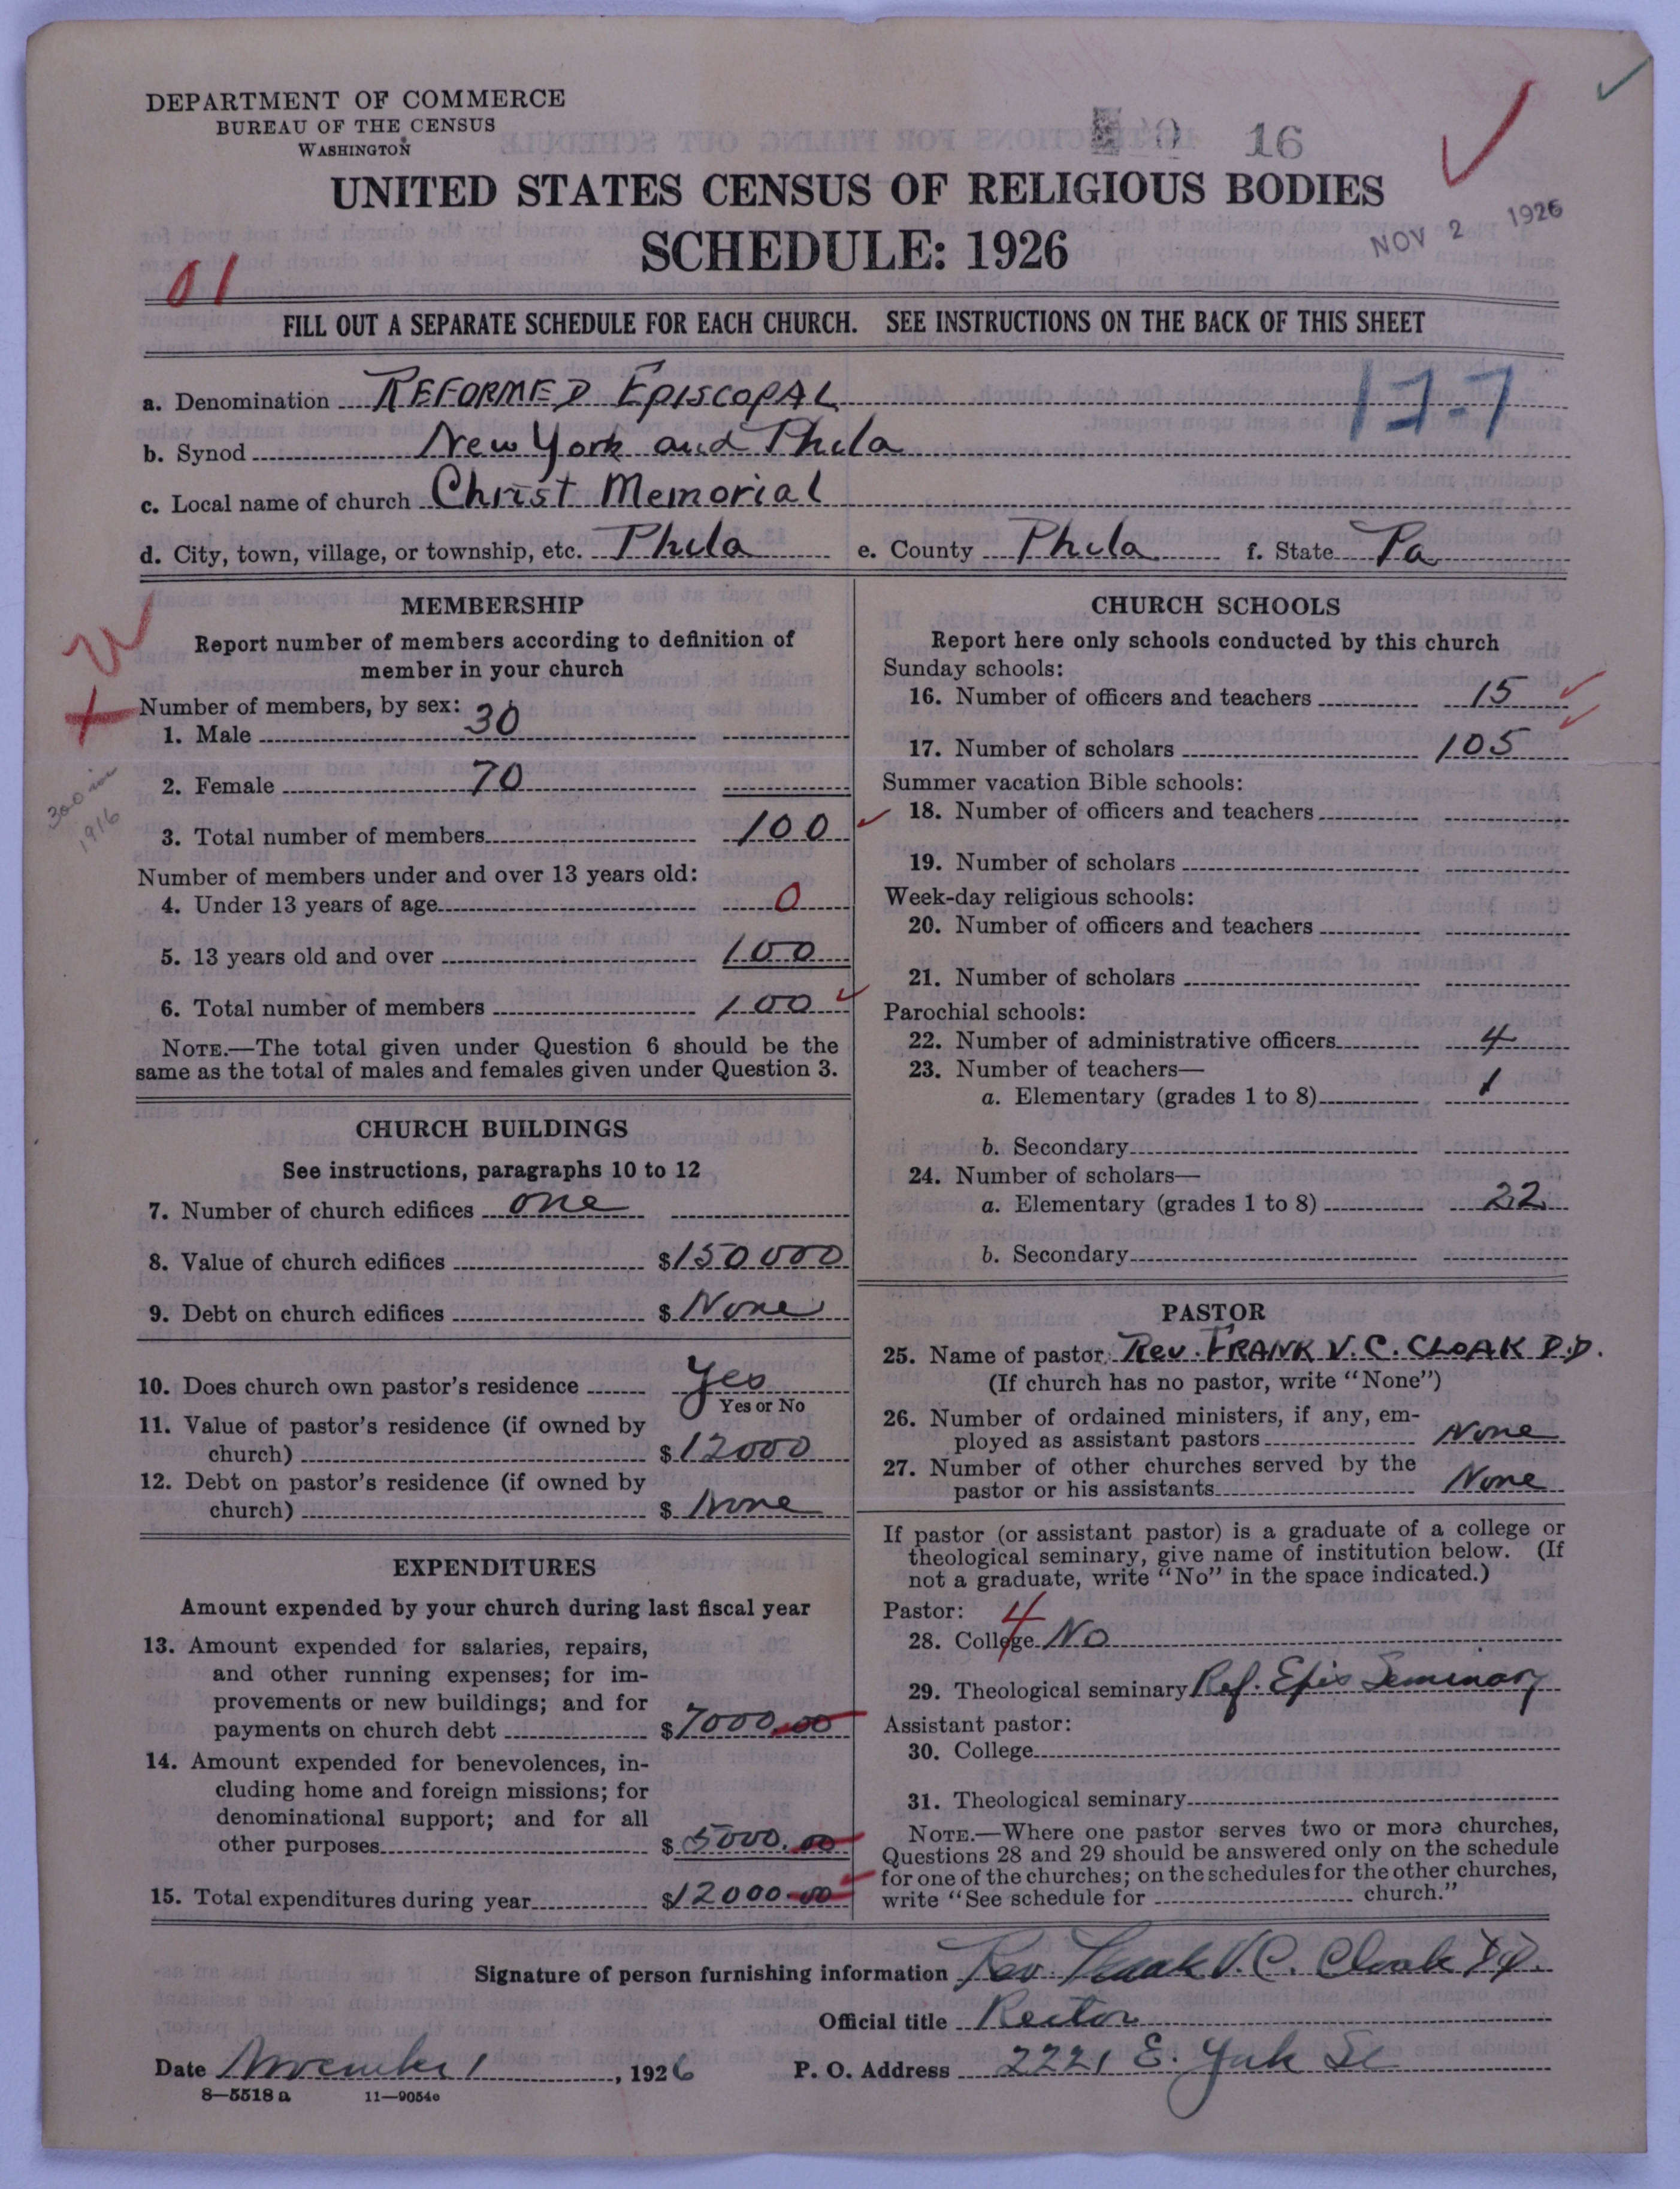 DEPARTMENT OF COMMERCE
BUREAU OF THE CENSUS
WASHINGTON
16
UNITED STATES CENSUS OF RELIGIOUS BODIES
SCHEDULE: 1926
NOV 2 1926
01
FILL OUT A SEPARATE SCHEDULE FOR EACH CHURCH. SEE INSTRUCTIONS ON THE BACK OF THIS SHEET
17-7
a. Denomination REFORMED EPISCOPAL
b. Synod New York and Phila
c. Local name of church Christ Memorial
d. City, town, village, or township, etc. Phila e. County Phila f. State Pa
MEMBERSHIP
Report number of members according to definition of
member in your church
Number of members, by sex:
1. Male 30
2. Female 70
300 in
1916
3. Total number of members 100
Number of members under and over 13 years old:
4. Under 13 years of age 0
5. 13 years old and over 100
6. Total number of members 100
NOTE.—The total given under Question 6 should be the
same as the total of males and females given under Question 3.
CHURCH BUILDINGS
See instructions, paragraphs 10 to 12
7. Number of church edifices one
8. Value of church edifices $150000
9. Debt on church edifices $ None
10. Does church own pastor's residence Yes
Yes or No
11. Value of pastor's residence (if owned by
church) $12000
12. Debt on pastor's residence (if owned by
church) $ None
EXPENDITURES
Amount expended by your church during last fiscal year
13. Amount expended for salaries, repairs,
and other running expenses; for im-
provements or new buildings; and for
payments on church debt $7000.00
14. Amount expended for benevolences, in-
cluding home and foreign missions; for
denominational support; and for all
other purposes $5000.00
15. Total expenditures during year $12000.00
CHURCH SCHOOLS
Report here only schools conducted by this church
Sunday schools:
16. Number of officers and teachers 15
17. Number of scholars 105
Summer vacation Bible schools:
18. Number of officers and teachers
19. Number of scholars
Week-day religious schools:
20. Number of officers and teachers
21. Number of scholars
Parochial schools:
22. Number of administrative officers 4
23. Number of teachers—
a. Elementary (grades 1 to 8) 1
b. Secondary
24. Number of scholars—
a. Elementary (grades 1 to 8) 22
b. Secondary
PASTOR
25. Name of pastor Rev. FRANK V. C. CLOAK D.D.
(If church has no pastor, write "None")
26. Number of ordained ministers, if any, em-
ployed as assistant pastors None
27. Number of other churches served by the
pastor or his assistants None
If pastor (or assistant pastor) is a graduate of a college or
theological seminary, give name of institution below. (If
not a graduate, write "No" in the space indicated.)
Pastor: 4
28. College No
29. Theological seminary Ref. Epis Seminary
Assistant pastor:
30. College
31. Theological seminary
NOTE.—Where one pastor serves two or more churches,
Questions 28 and 29 should be answered only on the schedule
for one of the churches; on the schedules for the other churches,
write "See schedule for church."
Signature of person furnishing information Rev. Frank V. C. Cloak D.D.
Official title Rector
Date November 1, 1926 P. O. Address 2221 E. York St
8—5518 a 11—9054e